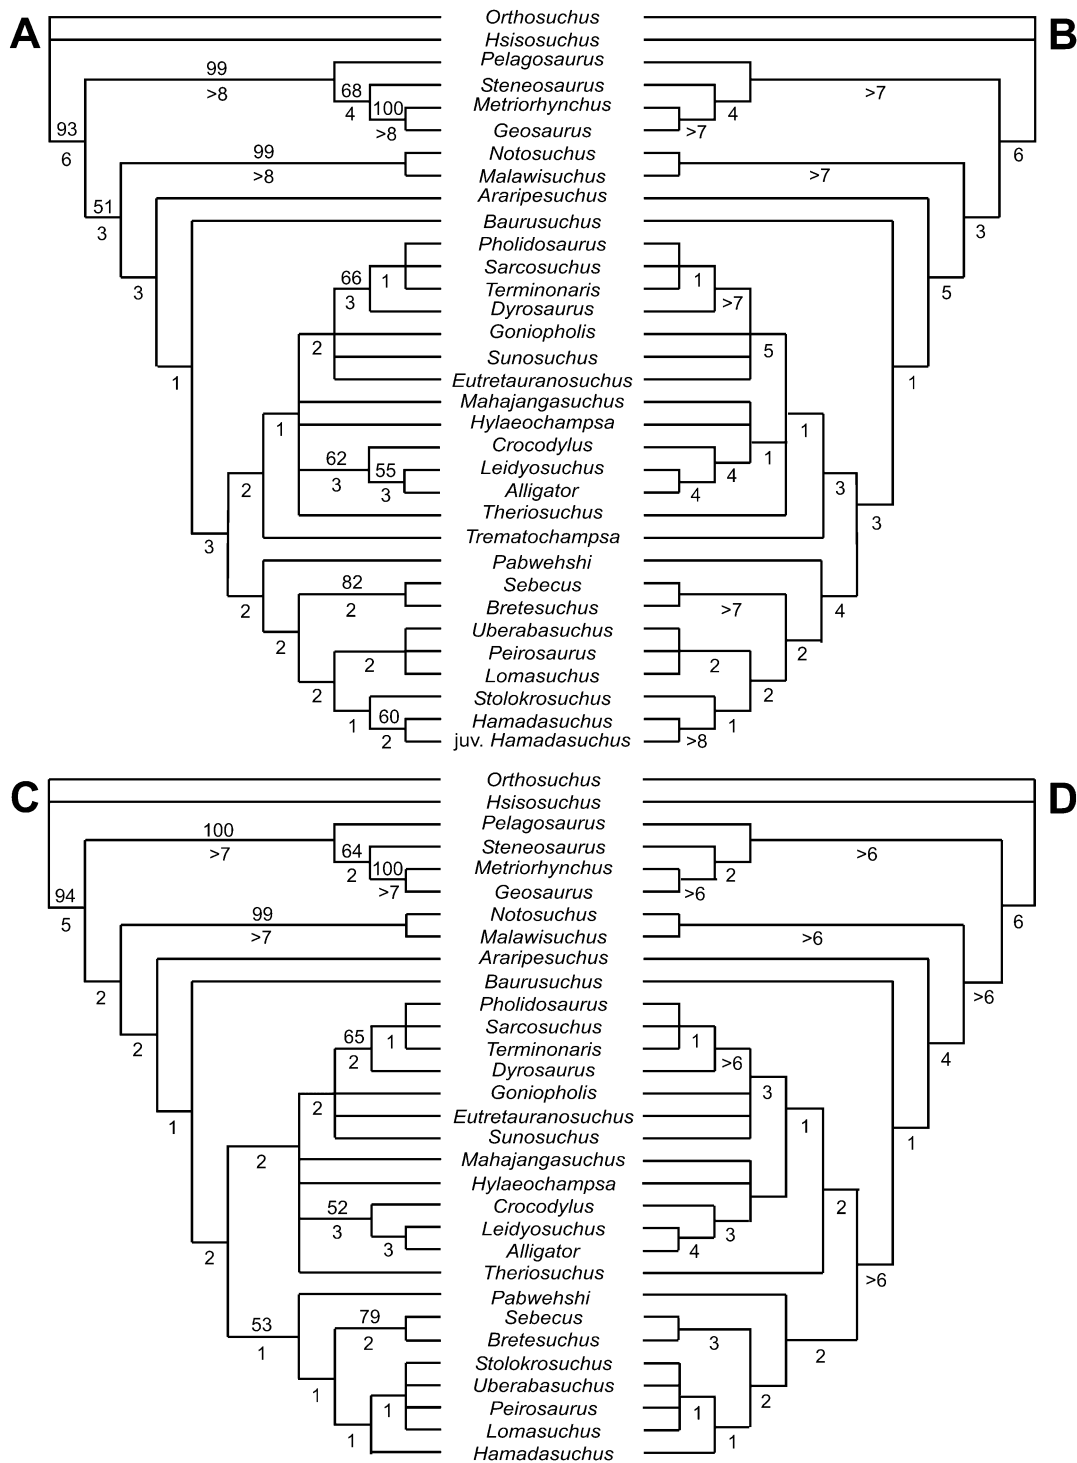 A
B
Orthosuchus
Hsisosuchus
Pelagosaurus
99
Steneosaurus
68
>8
>7
Metriorhynchus
100
4
4
93
Geosaurus
>8
>7
6
6
Notosuchus
99
Malawisuchus
>8
>7
Araripesuchus
51
3
3
Baurusuchus
Pholidosaurus
Sarcosuchus
66
1
1
3
5
Terminonaris
3
>7
Dyrosaurus
Goniopholis
2
5
Sunosuchus
Eutretauranosuchus
1
1
Mahajangasuchus
Hylaeochampsa
1
1
Crocodylus
62
1
Leidyosuchus
55
3
4
2
3
Alligator
3
4
Theriosuchus
3
Trematochampsa
3
Pabwehshi
Sebecus
82
Bretesuchus
2
>7
2
4
Uberabasuchus
2
2
Peirosaurus
2
2
Lomasuchus
Stolokrosuchus
2
2
Hamadasuchus
60
1
1
juv. Hamadasuchus
2
>8
C
D
Orthosuchus
Hsisosuchus
Pelagosaurus
100
Steneosaurus
64
>7
>6
Metriorhynchus
100
2
2
Geosaurus
>7
>6
94
5
6
Notosuchus
99
Malawisuchus
>7
>6
Araripesuchus
Baurusuchus
2
>6
Pholidosaurus
Sarcosuchus
65
1
1
Terminonaris
2
2
4
Dyrosaurus
>6
Goniopholis
2
3
Eutretauranosuchus
1
1
Sunosuchus
1
Mahajangasuchus
2
Hylaeochampsa
Crocodylus
52
2
Leidyosuchus
3
3
Alligator
3
4
2
Theriosuchus
>6
Pabwehshi
Sebecus
79
53
Bretesuchus
2
3
1
2
Stolokrosuchus
Uberabasuchus
1
2
Peirosaurus
1
1
Lomasuchus
1
1
Hamadasuchus